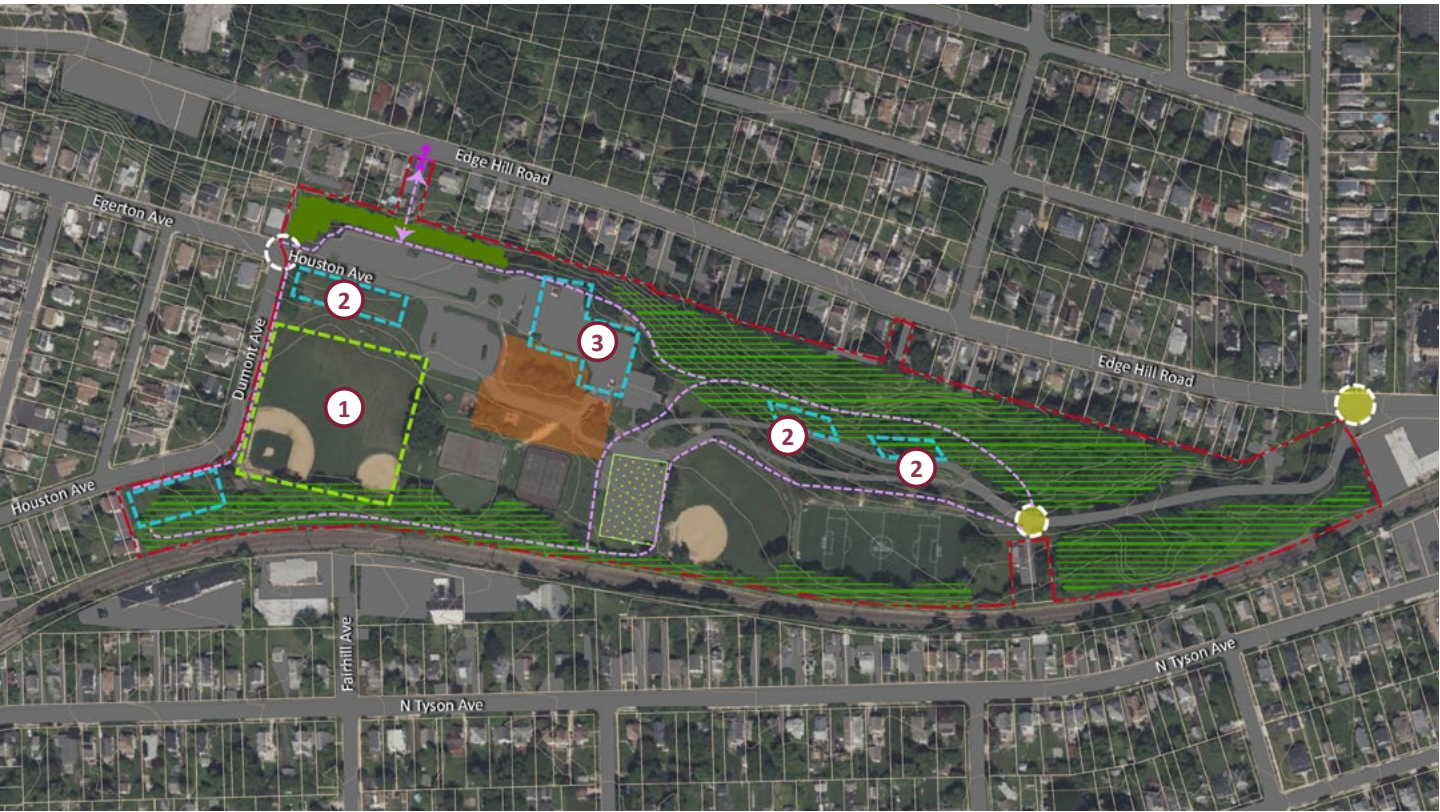 Edge Hill Road
Egerton Ave
Houston Ave
2
3
Dumont Ave
1
Edge Hill Road
2
2
Houston Ave
Fairhill Ave
N Tyson Ave
N Tyson Ave